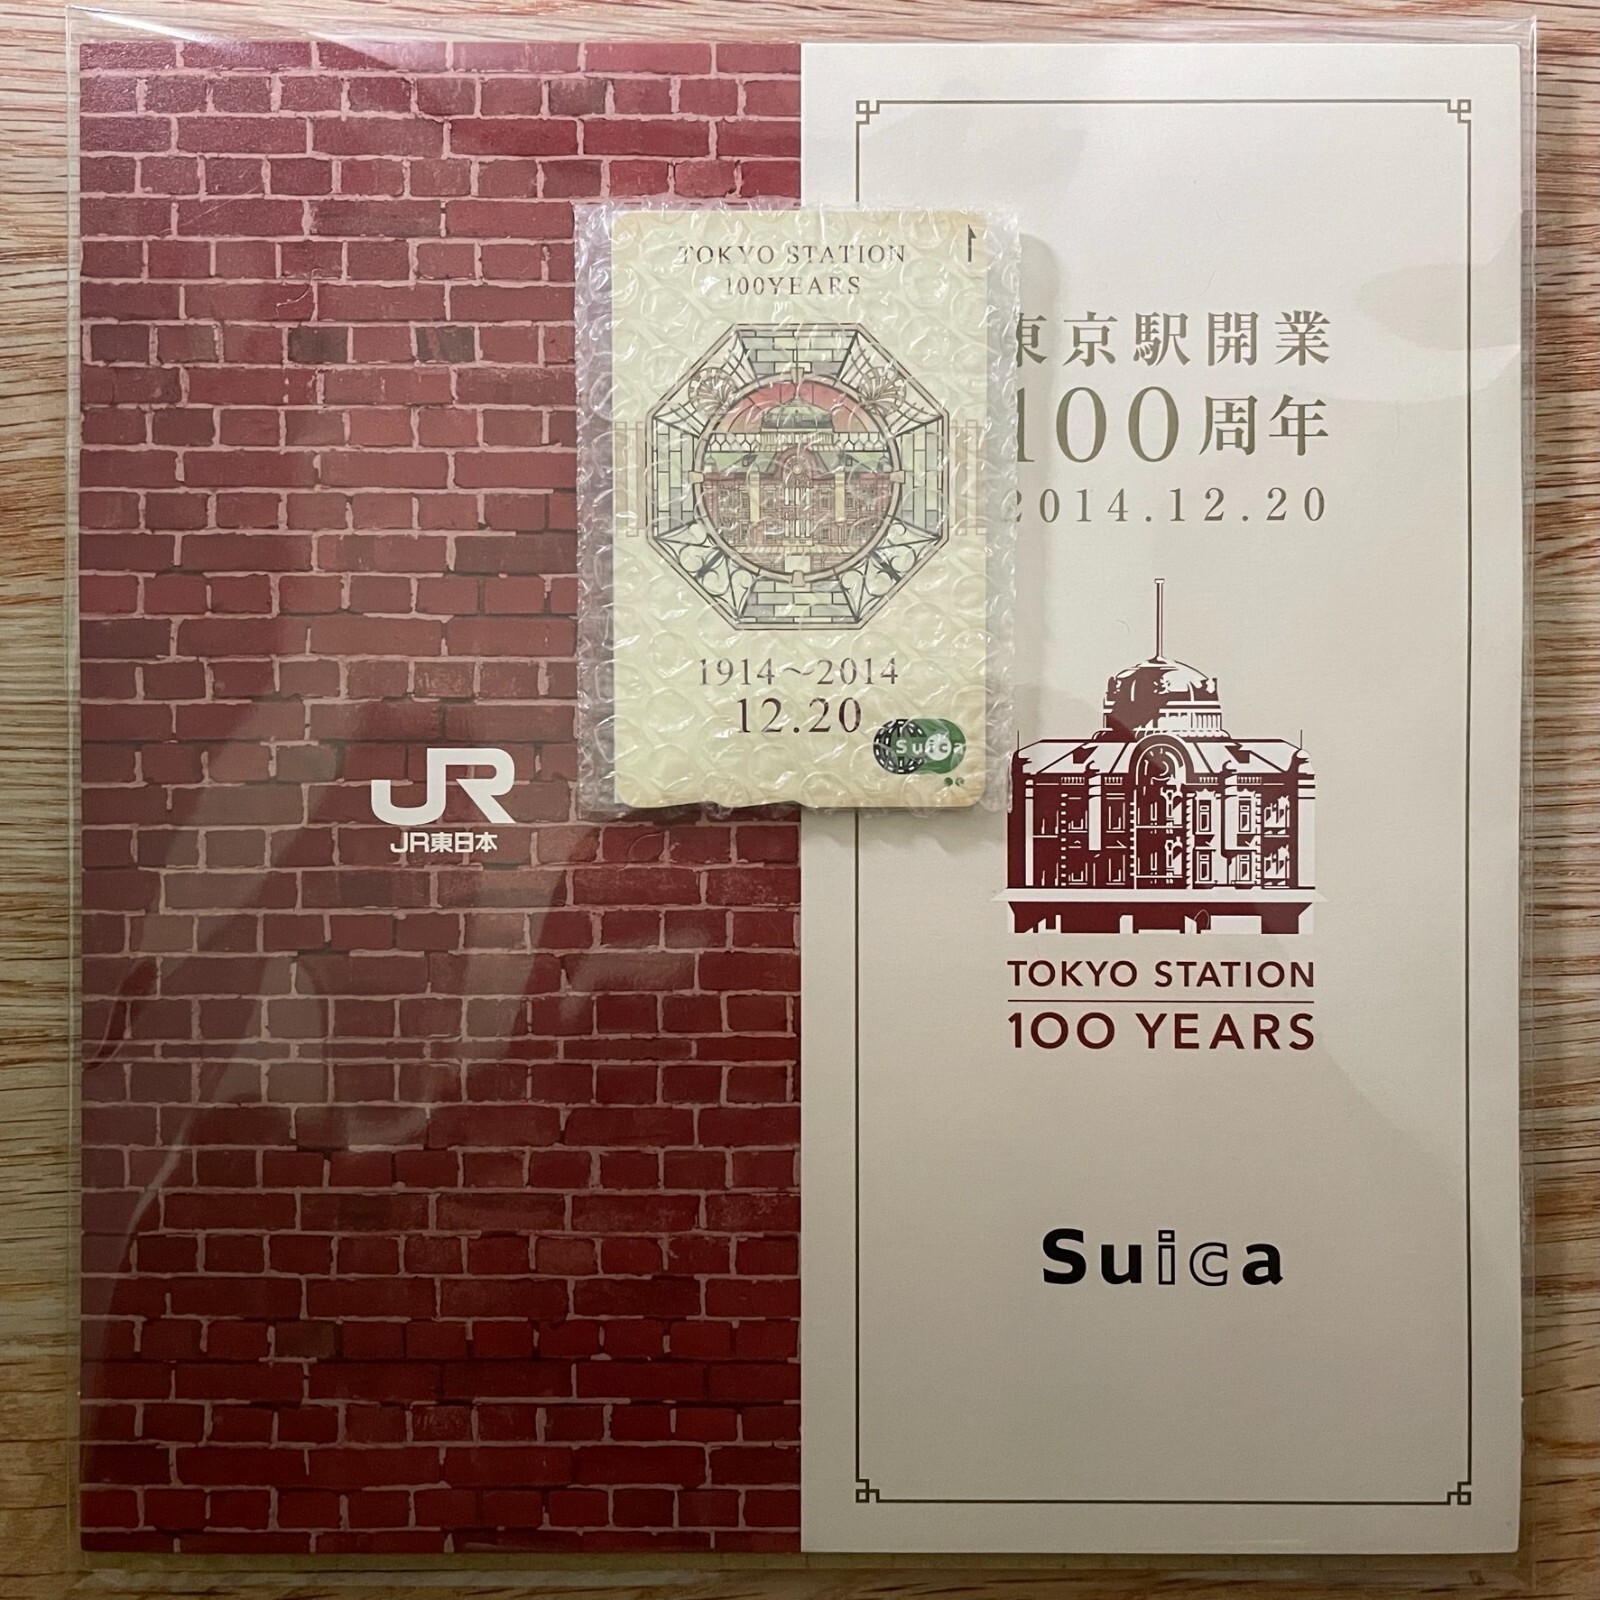 TOKYO STATION
100YEARS
1
1914〜2014
12.20
Suica
JR
JR東日本
東京駅開業
100周年
2014.12.20
TOKYO STATION
100 YEARS
Suica